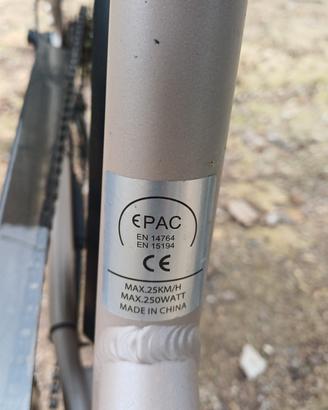 EPAC
EN 14764
EN 15194
CE
MAX.25KM/H
MAX.250WATT
MADE IN CHINA